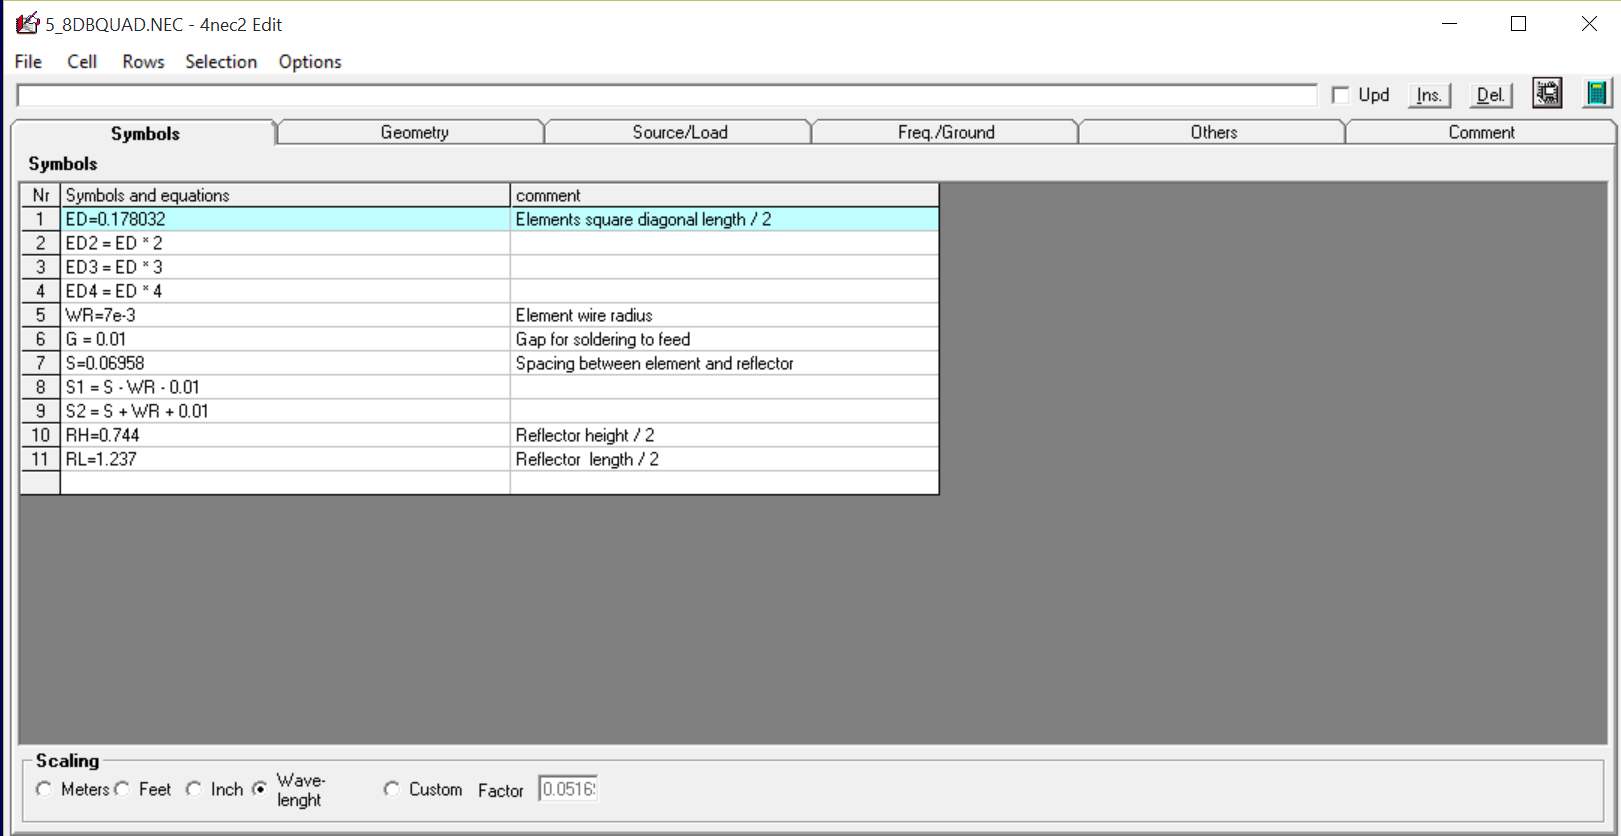 5_8DBQUAD.NEC - 4nec2 Edit
File Cell Rows Selection Options
Upd Ins. Del.
Symbols Geometry Source/Load Freq./Ground Others Comment
Symbols
Nr Symbols and equations comment
1 ED=0.178032 Elements square diagonal length / 2
2 ED2 = ED * 2
3 ED3 = ED * 3
4 ED4 = ED * 4
5 WR=7e-3 Element wire radius
6 G = 0.01 Gap for soldering to feed
7 S=0.06958 Spacing between element and reflector
8 S1 = S - WR - 0.01
9 S2 = S + WR + 0.01
10 RH=0.744 Reflector height / 2
11 RL=1.237 Reflector length / 2
Scaling
Meters Feet Inch Wave-
lenght Custom Factor